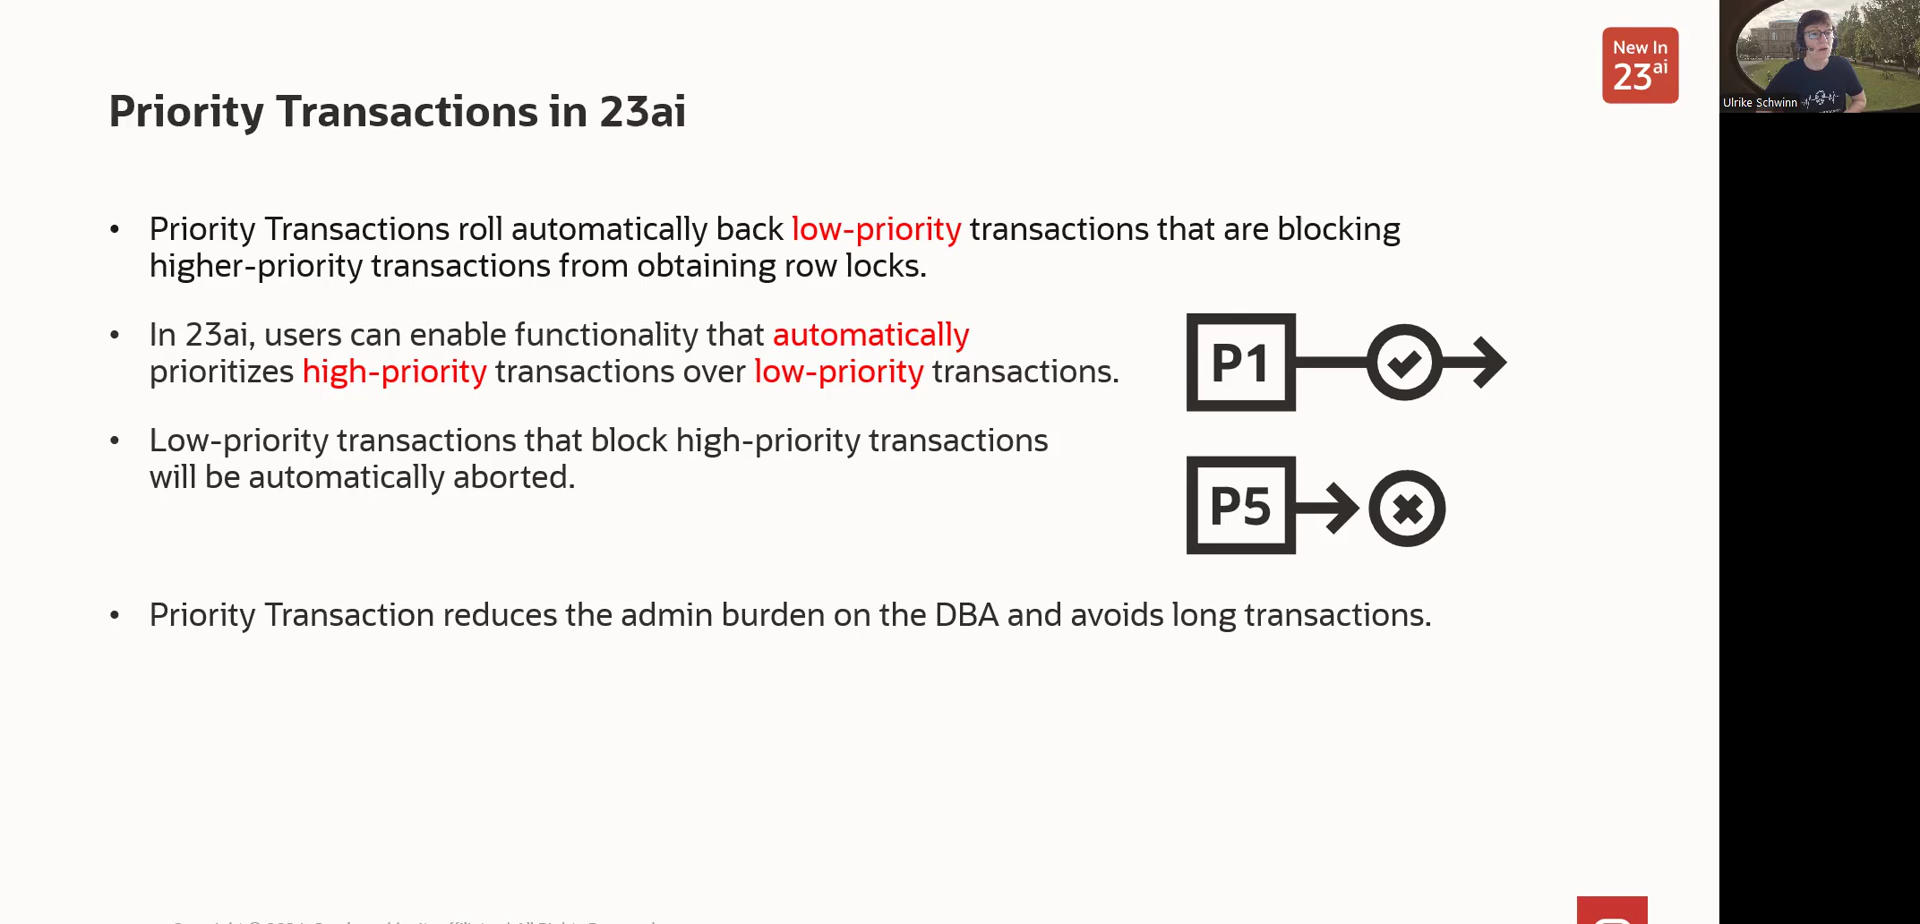 New In
23ai
Ulrike Schwinn
Priority Transactions in 23ai
• Priority Transactions roll automatically back low-priority transactions that are blocking
higher-priority transactions from obtaining row locks.
• In 23ai, users can enable functionality that automatically
prioritizes high-priority transactions over low-priority transactions.
• Low-priority transactions that block high-priority transactions
will be automatically aborted.
P1
P5
• Priority Transaction reduces the admin burden on the DBA and avoids long transactions.